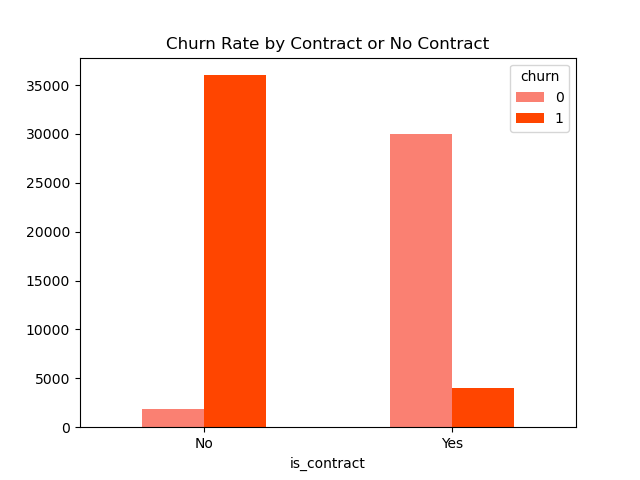 Churn Rate by Contract or No Contract
churn
0
1
35000
30000
25000
20000
15000
10000
5000
0
No
Yes
is_contract